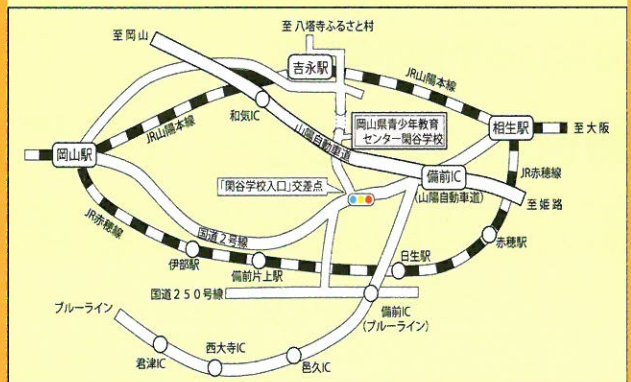 至八塔寺ふるさと村
至岡山
吉永駅
JR山陽本線
和気IC
JR山陽本線
山陽自動車道
岡山県青少年教育
センター閑谷学校
相生駅
至大阪
岡山駅
備前IC
(山陽自動車道)
JR赤穂線
至姫路
「閑谷学校入口」交差点
JR赤穂線
国道2号線
赤穂駅
伊部駅
備前片上駅
日生駅
国道250号線
備前IC
(ブルーライン)
ブルーライン
君津IC
西大寺IC
邑久IC